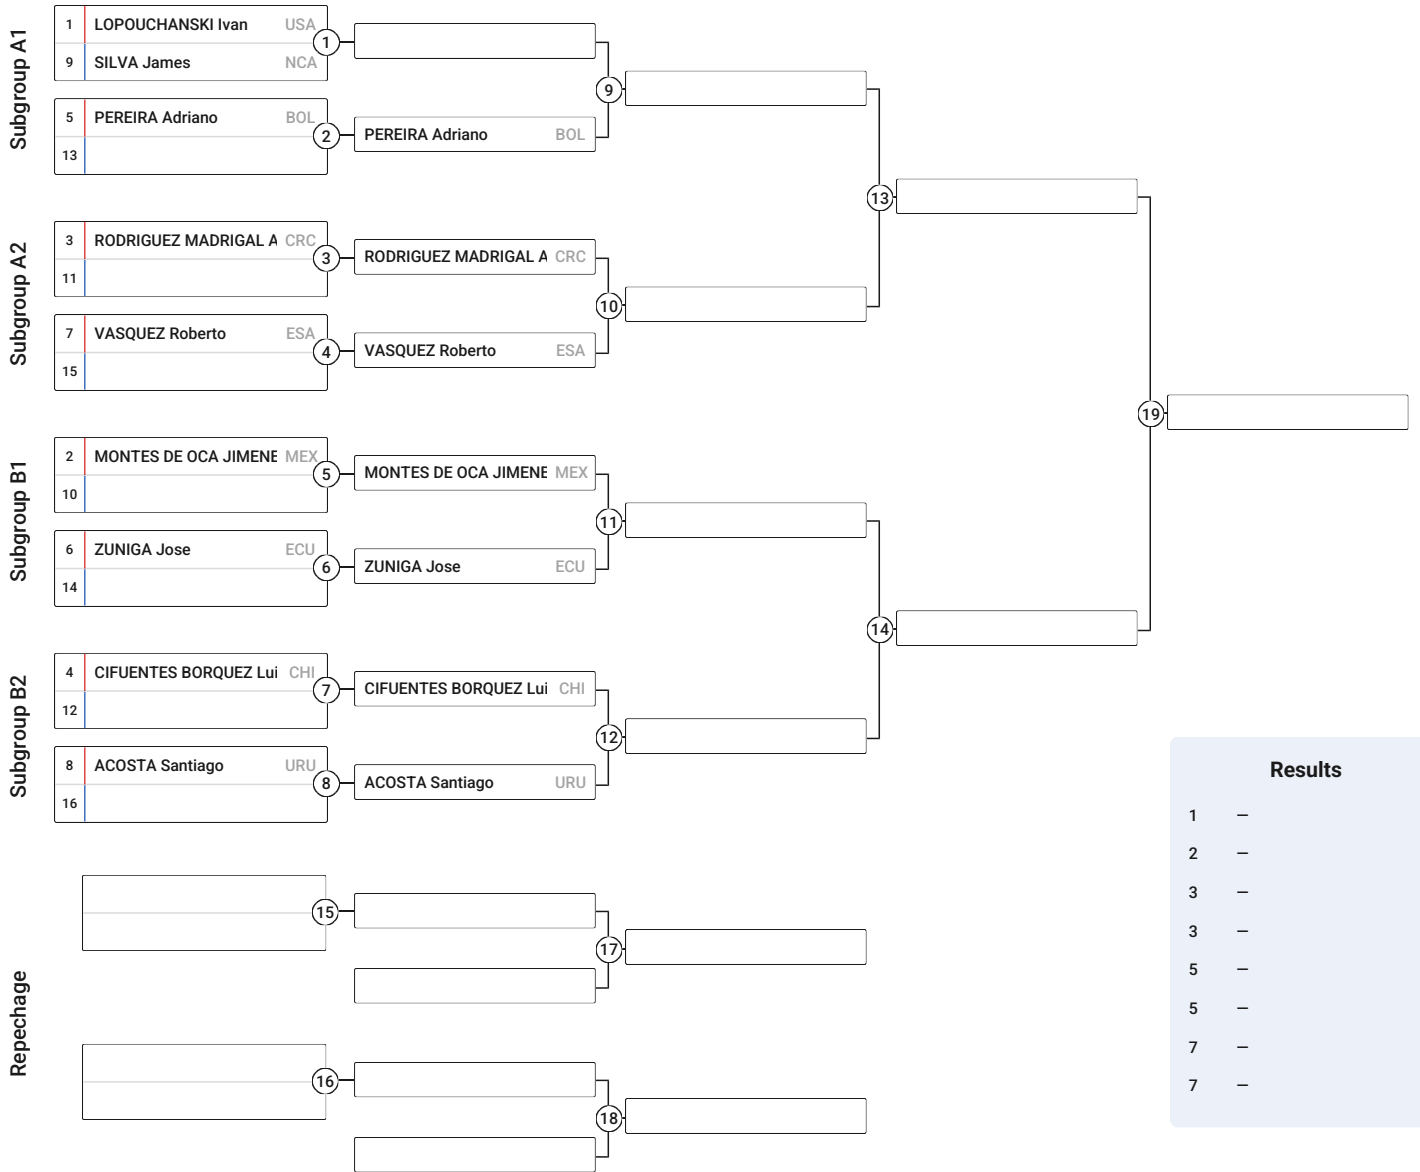 Subgroup A1
1 LOPOUCHANSKI Ivan USA
9 SILVA James NCA
1
5 PEREIRA Adriano BOL
13
2
PEREIRA Adriano BOL
9
Subgroup A2
3 RODRIGUEZ MADRIGAL A CRC
11
3
RODRIGUEZ MADRIGAL A CRC
7 VASQUEZ Roberto ESA
15
4
VASQUEZ Roberto ESA
10
13
Subgroup B1
2 MONTES DE OCA JIMENE MEX
10
5
MONTES DE OCA JIMENE MEX
6 ZUNIGA Jose ECU
14
6
ZUNIGA Jose ECU
11
Subgroup B2
4 CIFUENTES BORQUEZ Lui CHI
12
7
CIFUENTES BORQUEZ Lui CHI
8 ACOSTA Santiago URU
16
8
ACOSTA Santiago URU
12
14
19
Repechage
15
17
16
18
Results
1 –
2 –
3 –
3 –
5 –
5 –
7 –
7 –